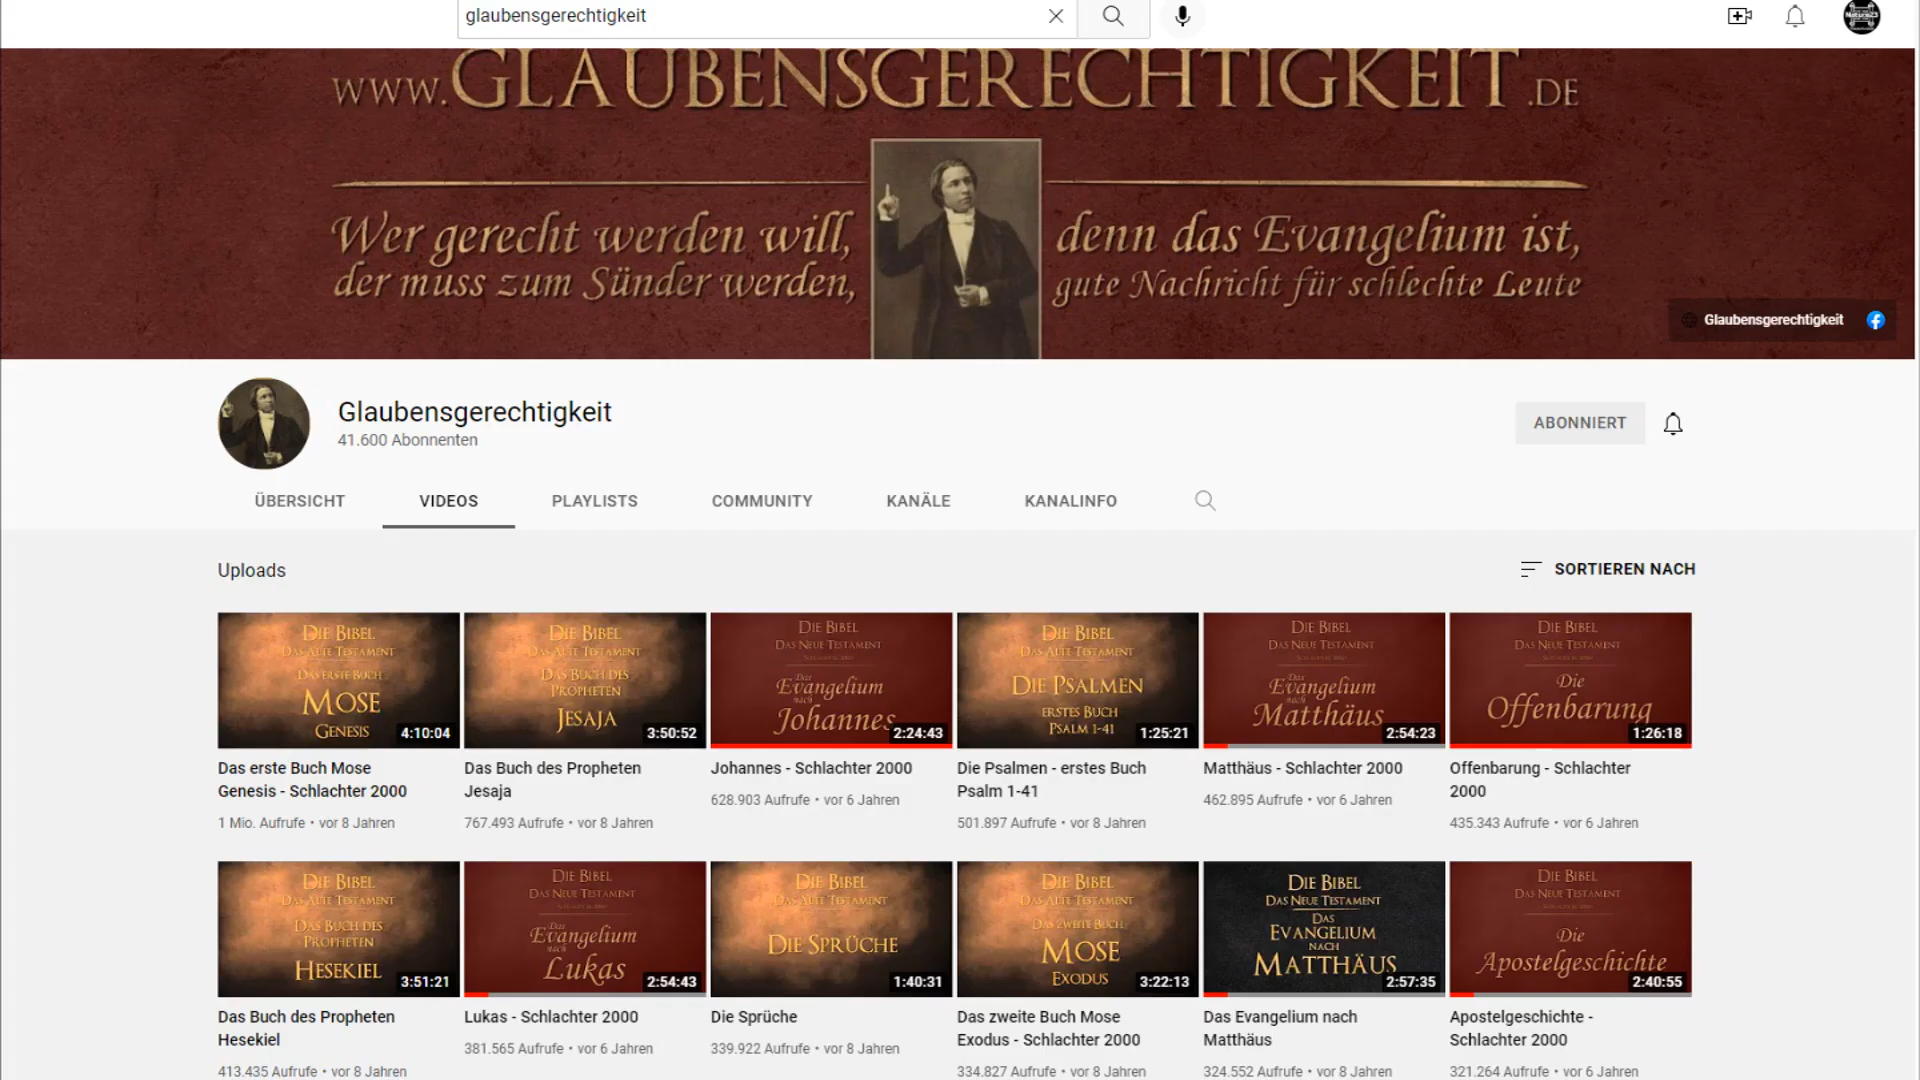 glaubensgerechtigkeit
www.GLAUBENSGERECHTIGKEIT.DE
Wer gerecht werden will,
der muss zum Sünder werden,
denn das Evangelium ist,
gute Nachricht für schlechte Leute
Glaubensgerechtigkeit
Glaubensgerechtigkeit
41.600 Abonnenten
ABONNIERT
ÜBERSICHT
VIDEOS
PLAYLISTS
COMMUNITY
KANÄLE
KANALINFO
Uploads
SORTIEREN NACH
DIE BIBEL
DAS ALTE TESTAMENT
DAS ERSTE BUCH
MOSE
GENESIS
4:10:04
Das erste Buch Mose
Genesis - Schlachter 2000
1 Mio. Aufrufe • vor 8 Jahren
DIE BIBEL
DAS ALTE TESTAMENT
DAS BUCH DES
PROPHETEN
JESAJA
3:50:52
Das Buch des Propheten
Jesaja
767.493 Aufrufe • vor 8 Jahren
DIE BIBEL
DAS NEUE TESTAMENT
SCHLACHTER 2000
Das
Evangelium
nach
Johannes
2:24:43
Johannes - Schlachter 2000
628.903 Aufrufe • vor 6 Jahren
DIE BIBEL
DAS ALTE TESTAMENT
DIE PSALMEN
ERSTES BUCH
PSALM 1-41
1:25:21
Die Psalmen - erstes Buch
Psalm 1-41
501.897 Aufrufe • vor 8 Jahren
DIE BIBEL
DAS NEUE TESTAMENT
SCHLACHTER 2000
Das
Evangelium
nach
Matthäus
2:54:23
Matthäus - Schlachter 2000
462.895 Aufrufe • vor 6 Jahren
DIE BIBEL
DAS NEUE TESTAMENT
SCHLACHTER 2000
Die
Offenbarung
1:26:18
Offenbarung - Schlachter
2000
435.343 Aufrufe • vor 6 Jahren
DIE BIBEL
DAS ALTE TESTAMENT
DAS BUCH DES
PROPHETEN
HESEKIEL
3:51:21
Das Buch des Propheten
Hesekiel
413.435 Aufrufe • vor 8 Jahren
DIE BIBEL
DAS NEUE TESTAMENT
Das
Evangelium
nach
Lukas
2:54:43
Lukas - Schlachter 2000
381.565 Aufrufe • vor 6 Jahren
DIE BIBEL
DAS ALTE TESTAMENT
DIE SPRÜCHE
1:40:31
Die Sprüche
339.922 Aufrufe • vor 8 Jahren
DIE BIBEL
DAS ALTE TESTAMENT
DAS ZWEITE BUCH
MOSE
EXODUS
3:22:13
Das zweite Buch Mose
Exodus - Schlachter 2000
334.827 Aufrufe • vor 8 Jahren
DIE BIBEL
DAS NEUE TESTAMENT
DAS
EVANGELIUM
NACH
MATTHÄUS
2:57:35
Das Evangelium nach
Matthäus
324.552 Aufrufe • vor 8 Jahren
DIE BIBEL
DAS NEUE TESTAMENT
Die
Apostelgeschichte
2:40:55
Apostelgeschichte -
Schlachter 2000
321.264 Aufrufe • vor 6 Jahren